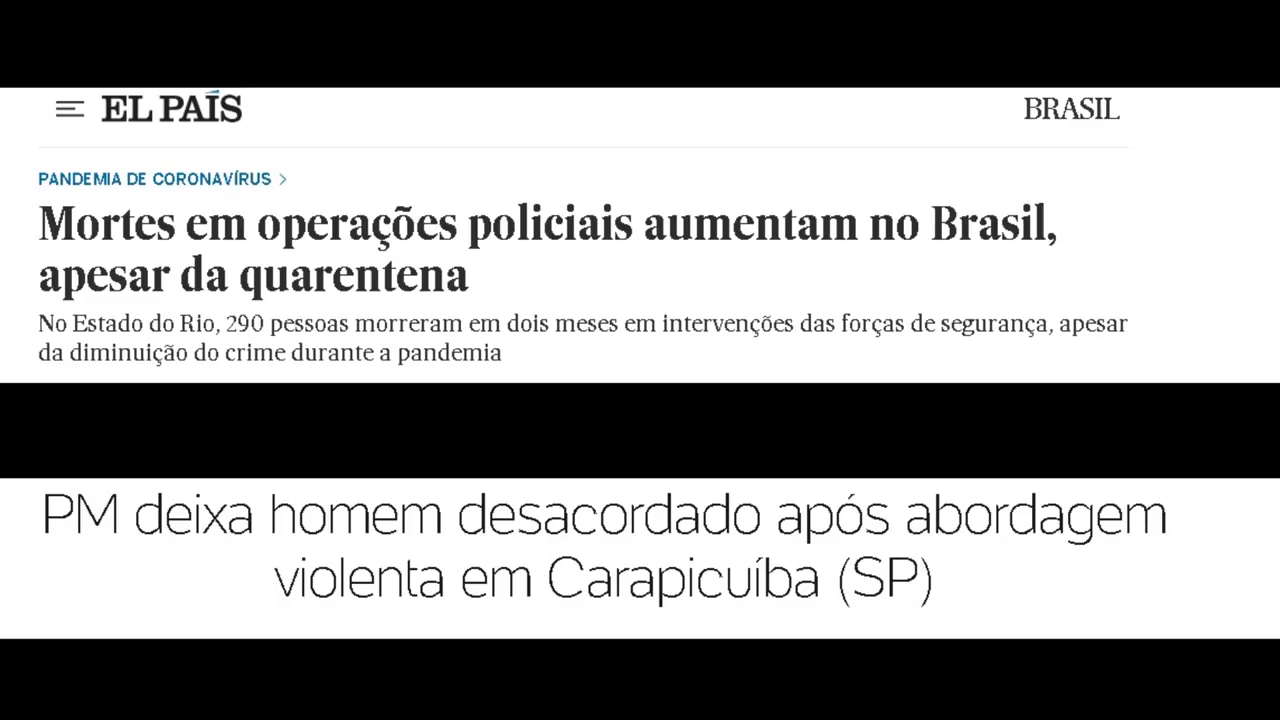 EL PAÍS BRASIL
PANDEMIA DE CORONAVÍRUS >
Mortes em operações policiais aumentam no Brasil,
apesar da quarentena
No Estado do Rio, 290 pessoas morreram em dois meses em intervenções das forças de segurança, apesar
da diminuição do crime durante a pandemia
PM deixa homem desacordado após abordagem
violenta em Carapicuíba (SP)